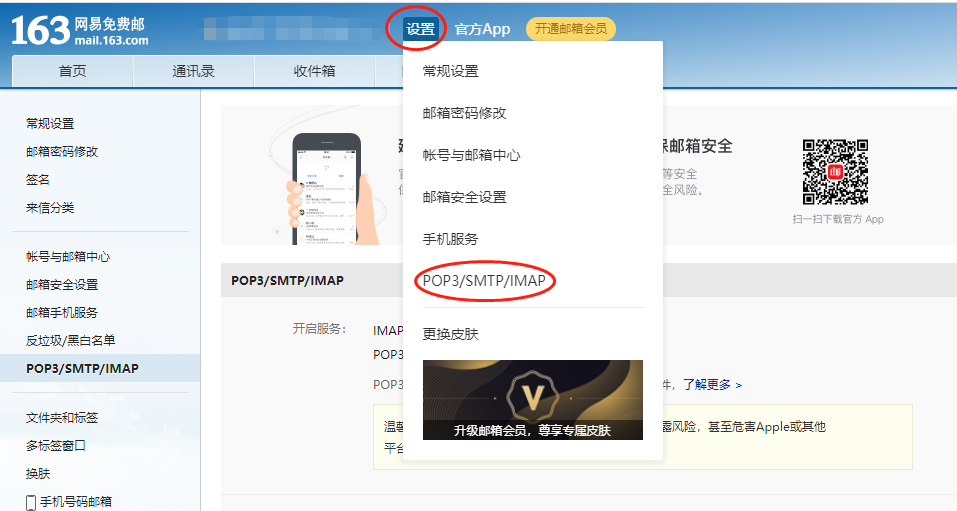 163 网易免费邮
mail.163.com
设置 官方App 开通邮箱会员
首页 通讯录 收件箱
常规设置
邮箱密码修改
签名
来信分类
帐号与邮箱中心
邮箱安全设置
邮箱手机服务
反垃圾/黑白名单
POP3/SMTP/IMAP
文件夹和标签
多标签窗口
换肤
手机号码邮箱
常规设置
邮箱密码修改
帐号与邮箱中心
邮箱安全设置
手机服务
POP3/SMTP/IMAP
更换皮肤
V
升级邮箱会员，尊享专属皮肤
邮箱安全
等安全
全风险。
扫一扫下载官方 App
POP3/SMTP/IMAP
开启服务： IMAP
POP3
POP3 件，了解更多 >
温 风险，甚至危害Apple或其他
平台